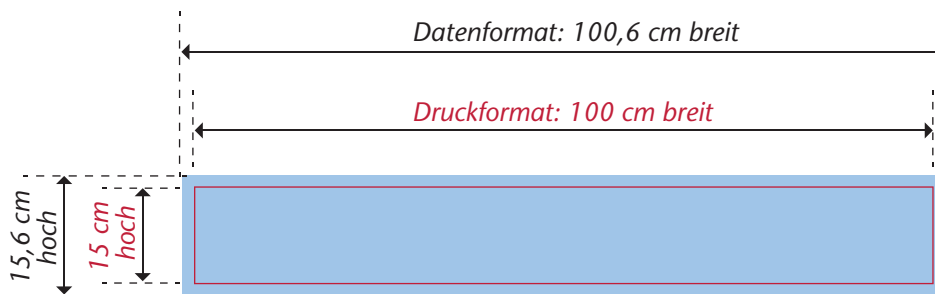 Datenformat: 100,6 cm breit
Druckformat: 100 cm breit
15,6 cm
hoch
15 cm
hoch